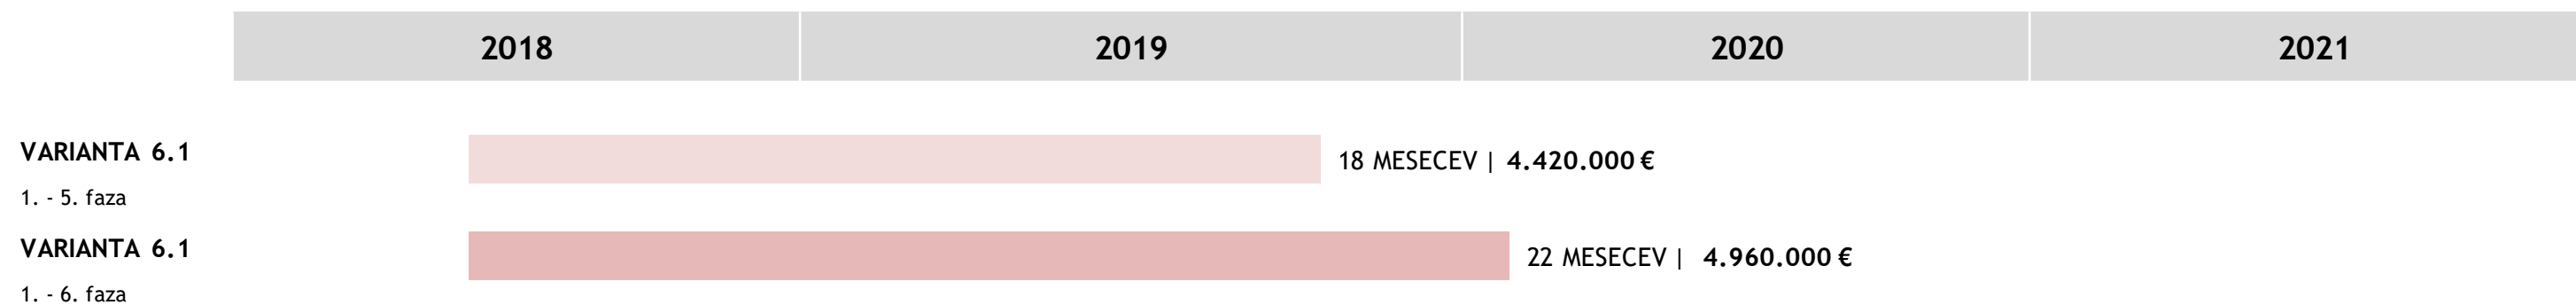 2018 2019 2020 2021
VARIANTA 6.1
18 MESECEV | 4.420.000 €
1. - 5. faza
VARIANTA 6.1
22 MESECEV | 4.960.000 €
1. - 6. faza